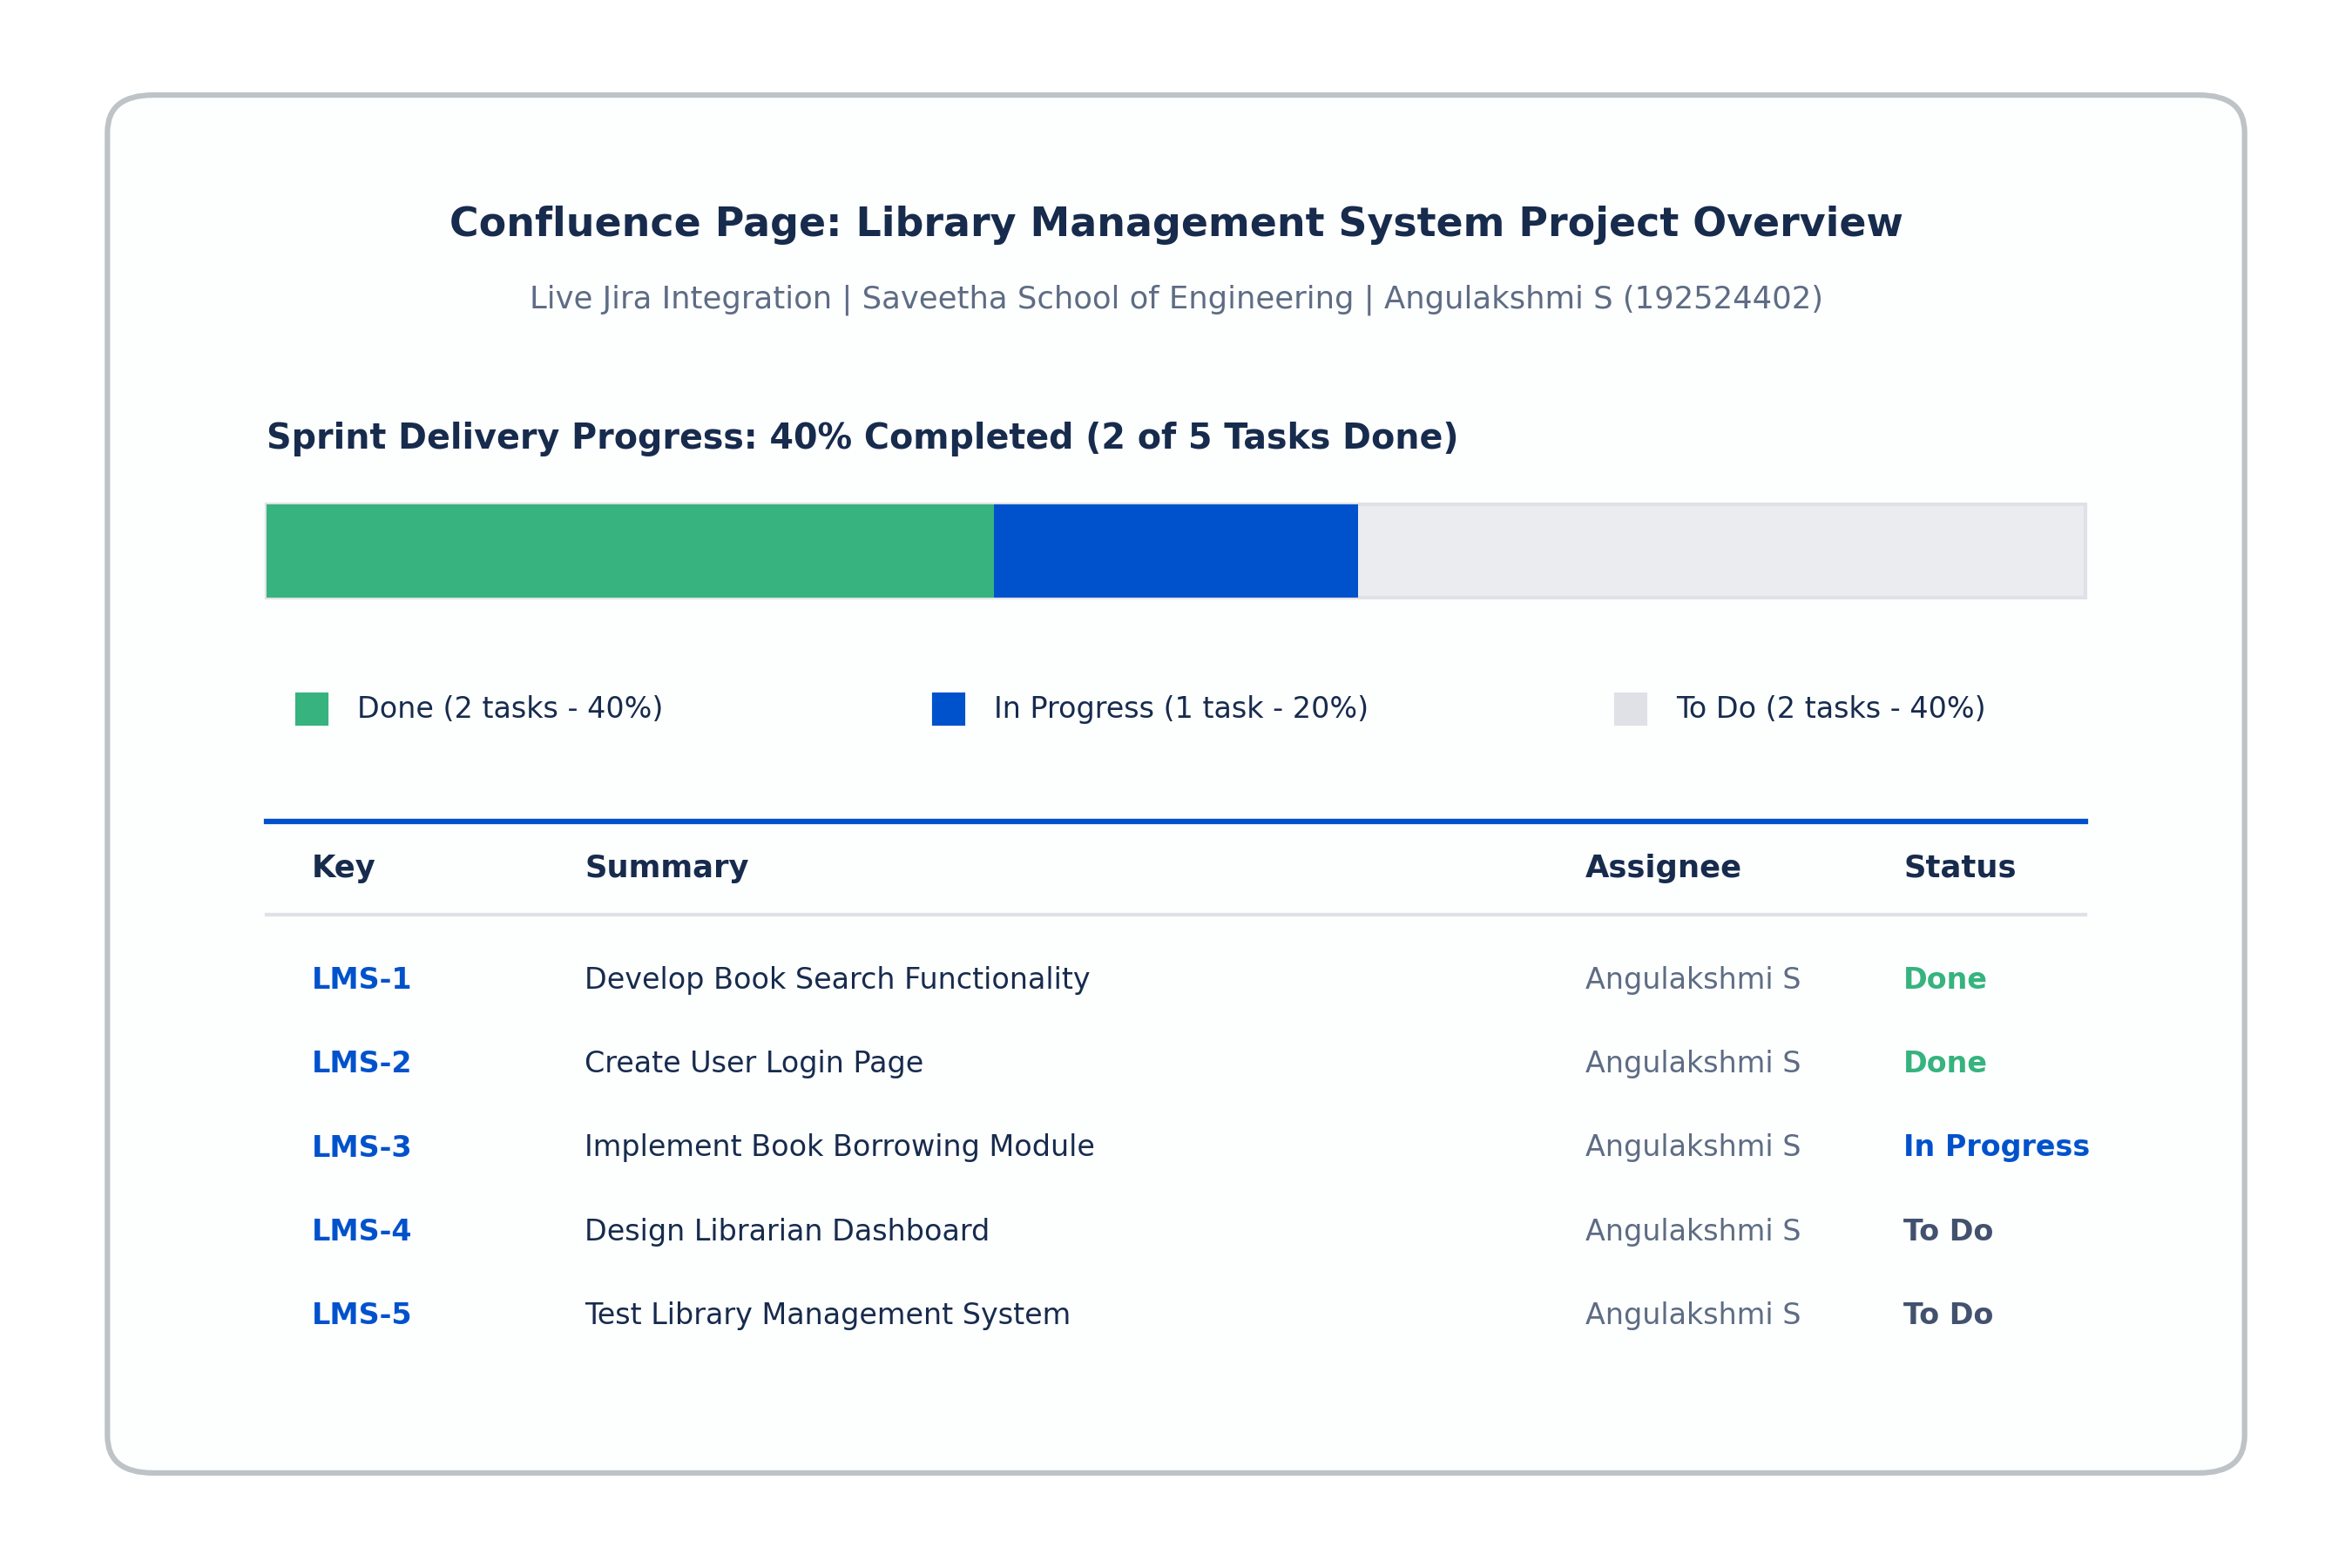 Confluence Page: Library Management System Project Overview
Live Jira Integration | Saveetha School of Engineering | Angulakshmi S (192524402)
Sprint Delivery Progress: 40% Completed (2 of 5 Tasks Done)
Done (2 tasks - 40%) In Progress (1 task - 20%) To Do (2 tasks - 40%)
Key Summary Assignee Status
LMS-1 Develop Book Search Functionality Angulakshmi S Done
LMS-2 Create User Login Page Angulakshmi S Done
LMS-3 Implement Book Borrowing Module Angulakshmi S In Progress
LMS-4 Design Librarian Dashboard Angulakshmi S To Do
LMS-5 Test Library Management System Angulakshmi S To Do